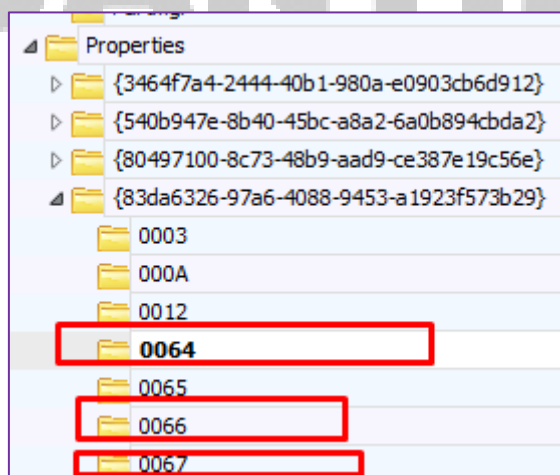 Properties
{3464f7a4-2444-40b1-980a-e0903cb6d912}
{540b947e-8b40-45bc-a8a2-6a0b894cbda2}
{80497100-8c73-48b9-aad9-ce387e19c56e}
{83da6326-97a6-4088-9453-a1923f573b29}
0003
000A
0012
0064
0065
0066
0067